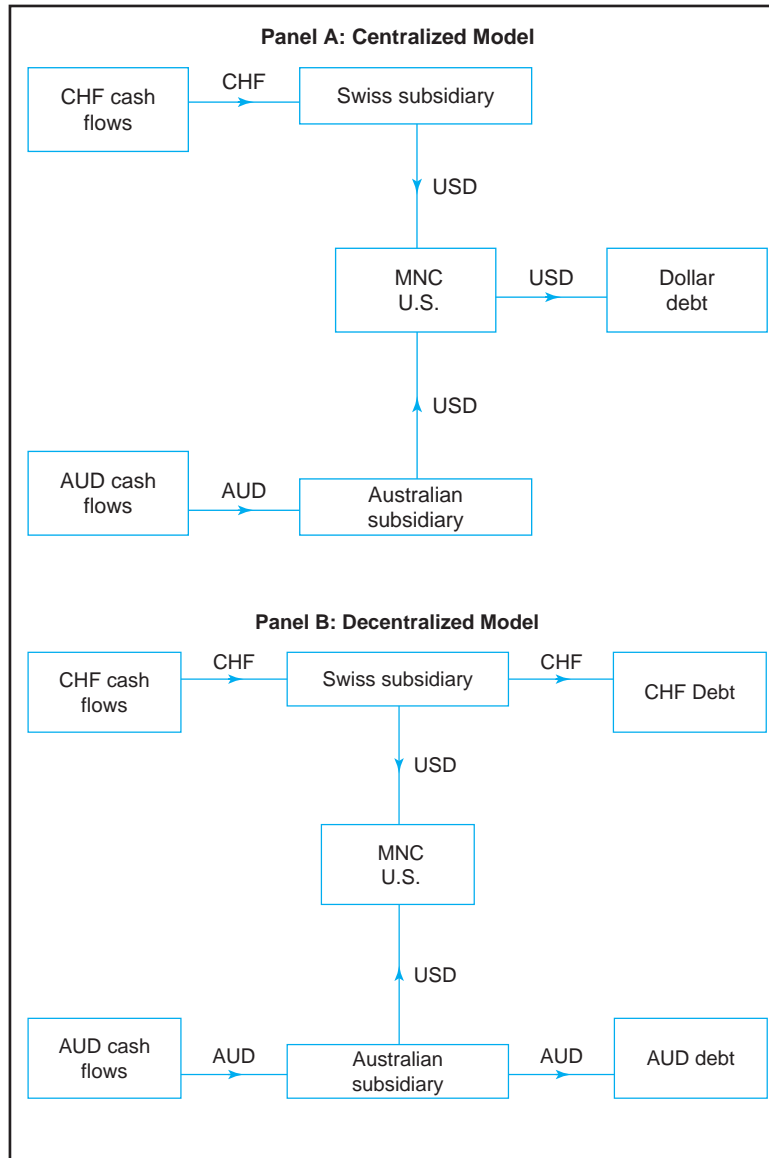 Panel A: Centralized Model
CHF cash
flows
CHF
Swiss subsidiary
USD
MNC
U.S.
USD
Dollar
debt
USD
AUD cash
flows
AUD
Australian
subsidiary
Panel B: Decentralized Model
CHF cash
flows
CHF
Swiss subsidiary
CHF
CHF Debt
USD
MNC
U.S.
USD
AUD cash
flows
AUD
Australian
subsidiary
AUD
AUD debt